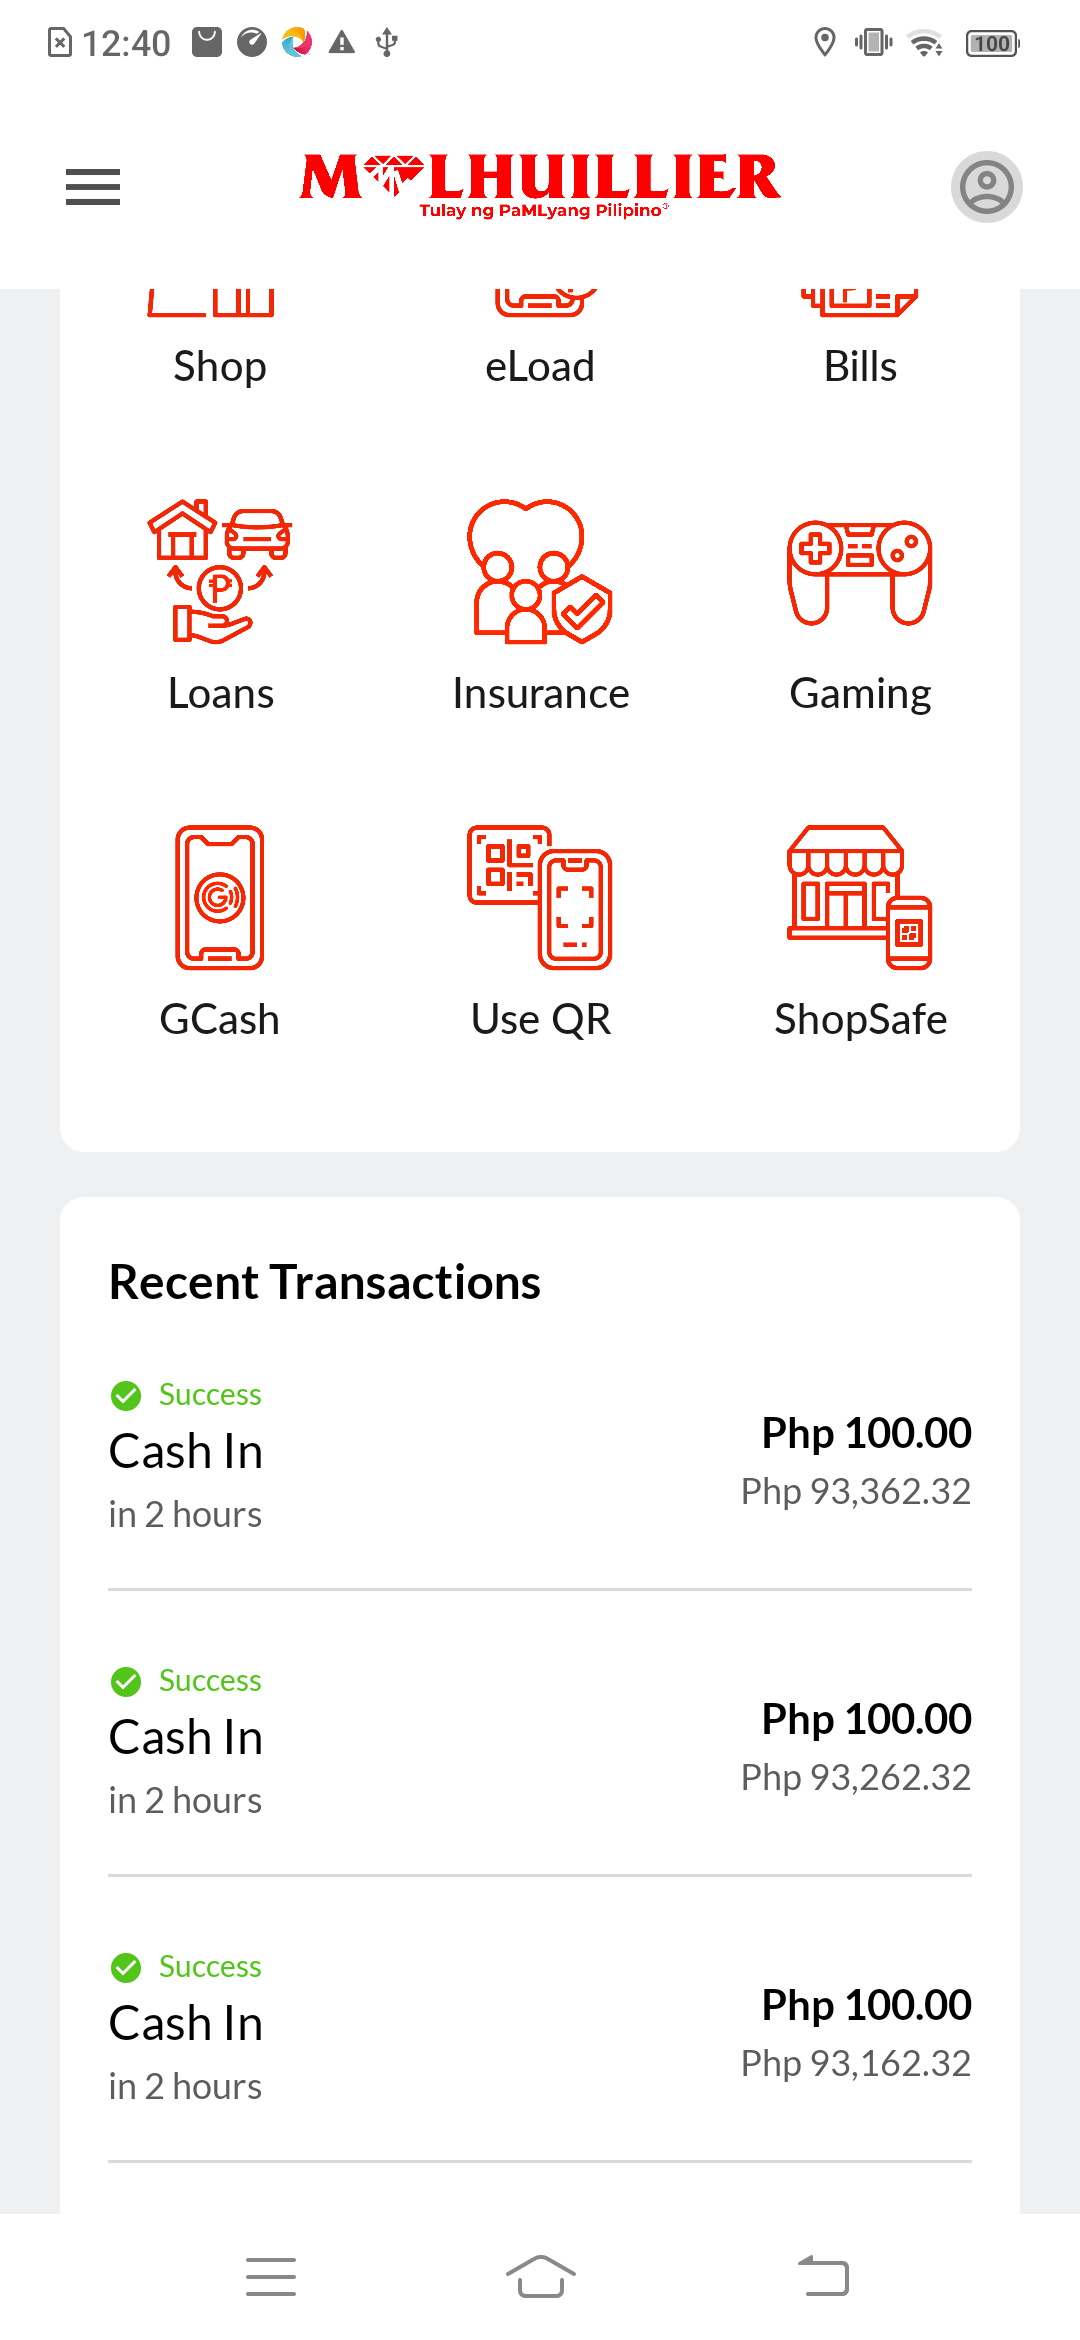 12:40
100
MLHUILLIER
Tulay ng PaMLyang Pilipino®
Shop
eLoad
Bills
Loans
Insurance
Gaming
GCash
Use QR
ShopSafe
Recent Transactions
Success
Cash In
in 2 hours
Php 100.00
Php 93,362.32
Success
Cash In
in 2 hours
Php 100.00
Php 93,262.32
Success
Cash In
in 2 hours
Php 100.00
Php 93,162.32